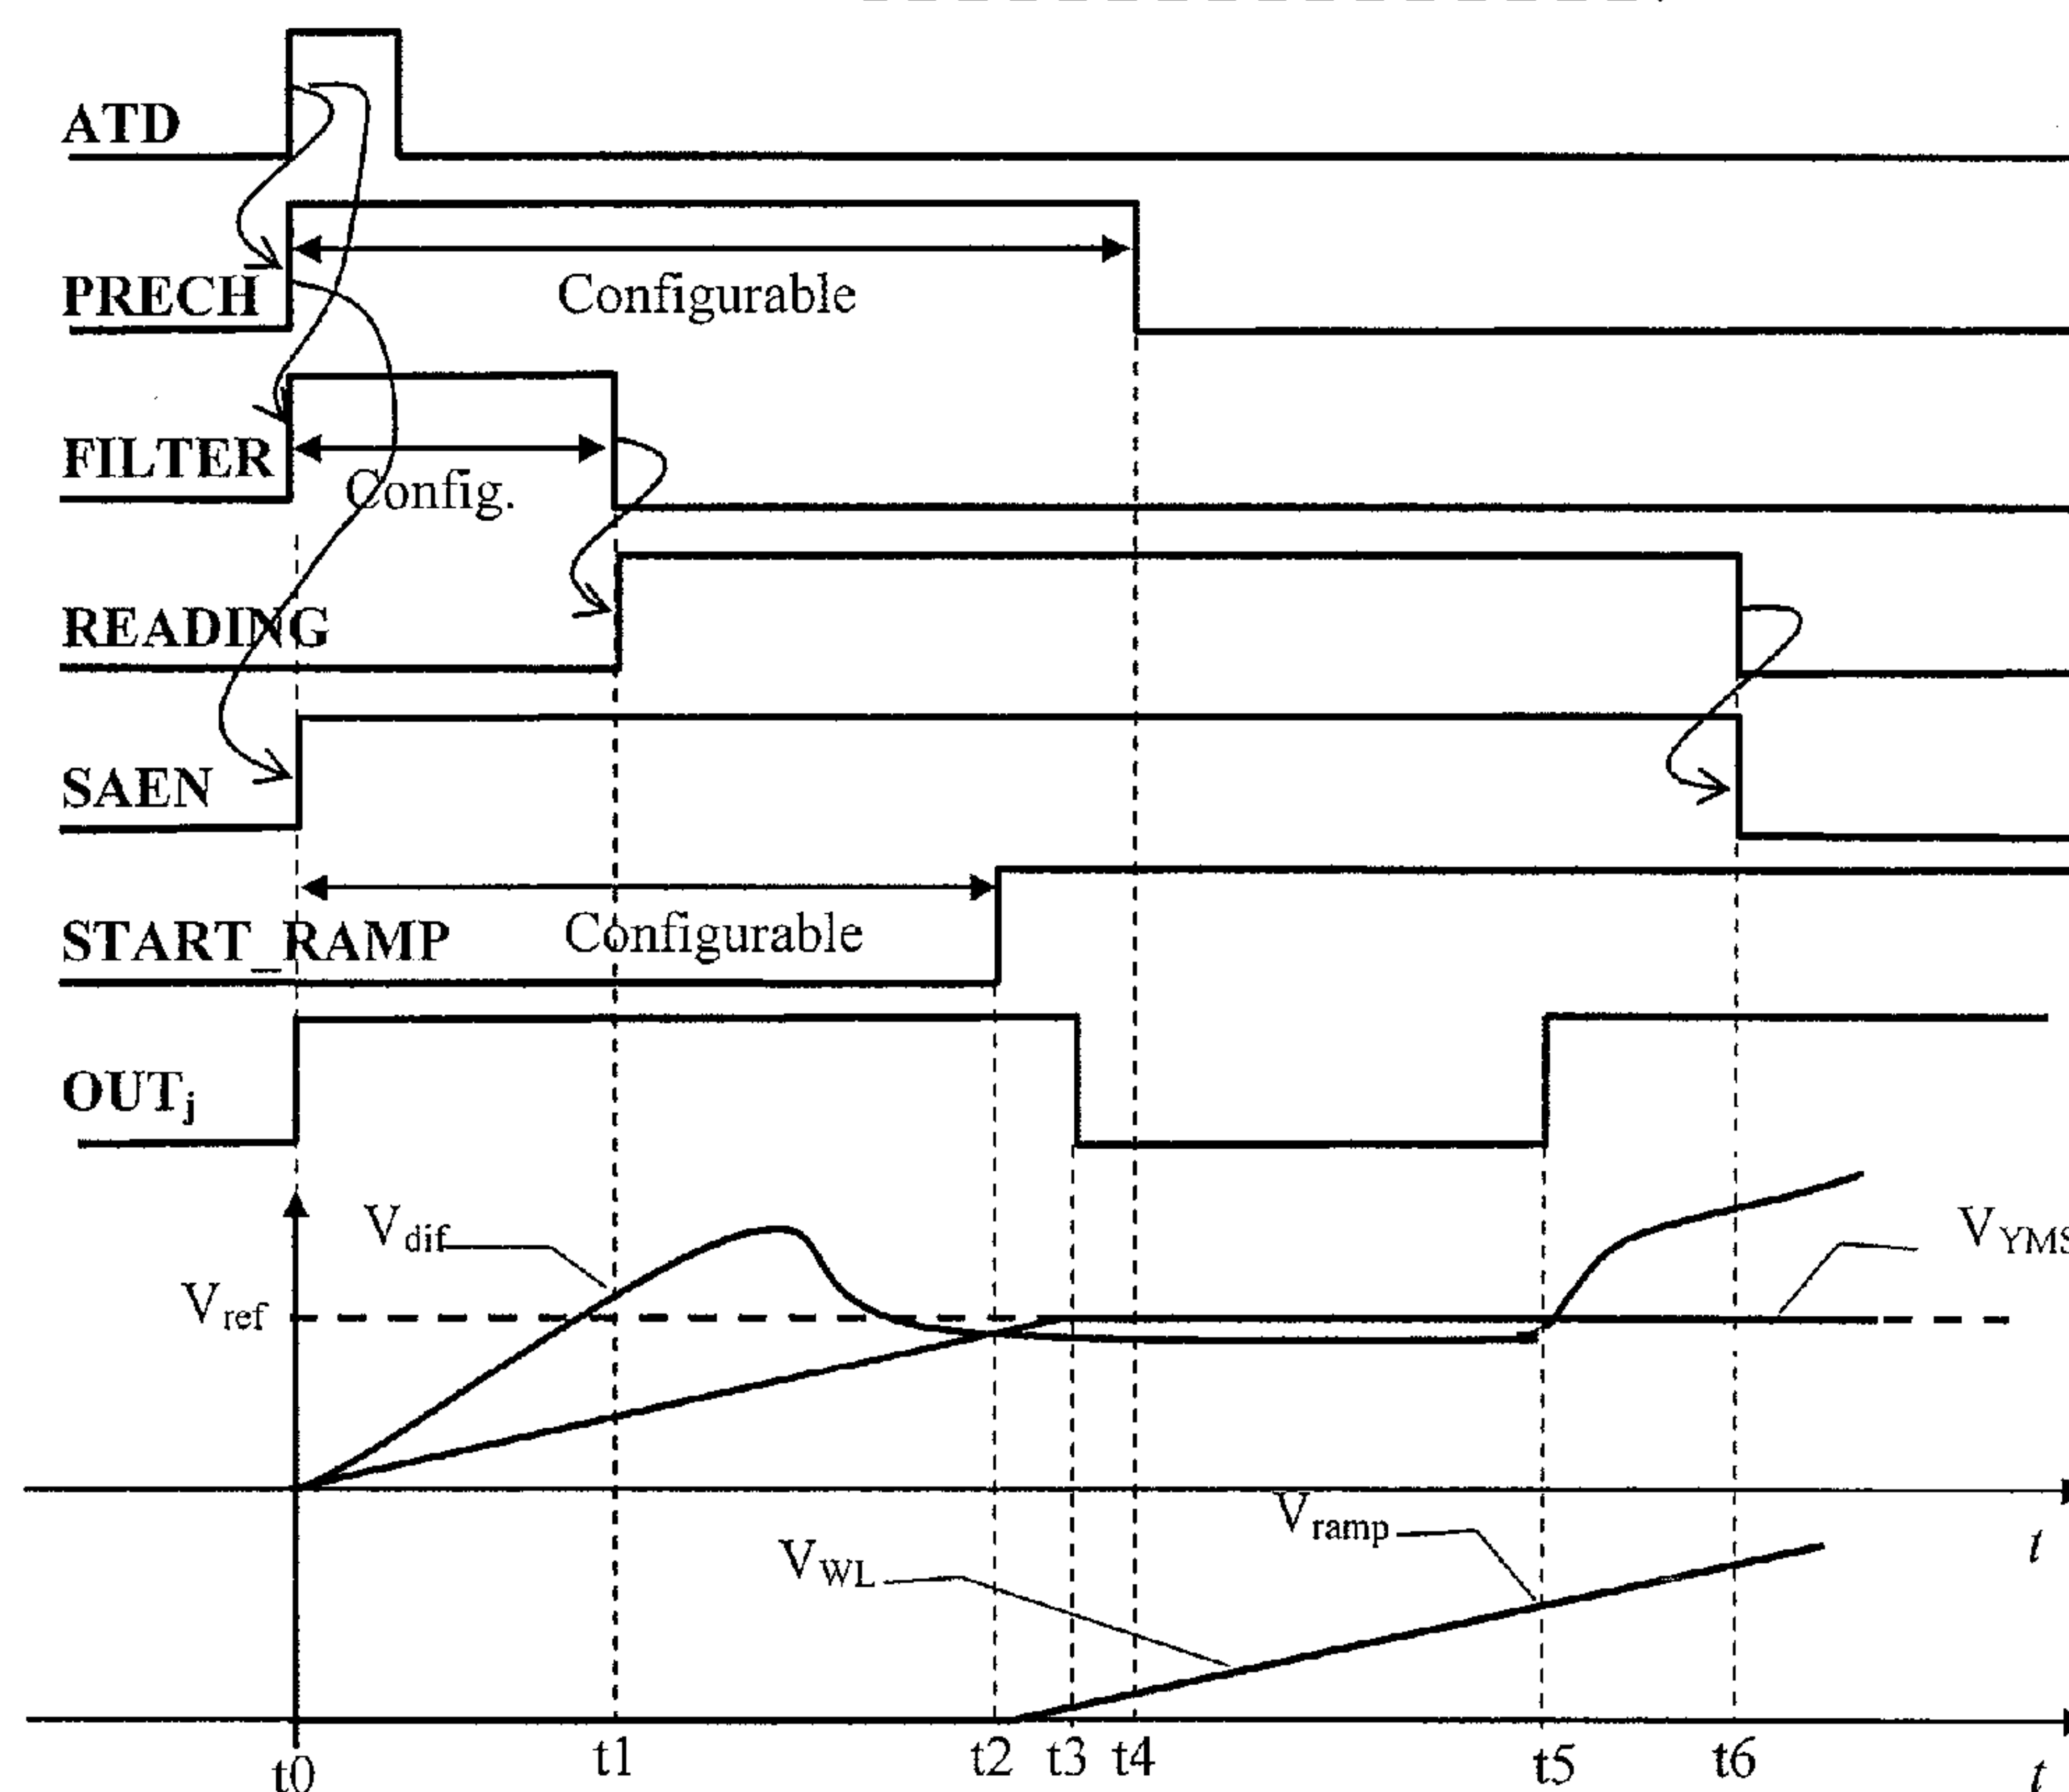 ATD
PRECH
Configurable
FILTER
Config.
READING
SAEN
START_RAMP
Configurable
OUTj
Vdif
VYMS
Vref
t
Vramp
VWL
t0 t1 t2 t3 t4 t5 t6 t